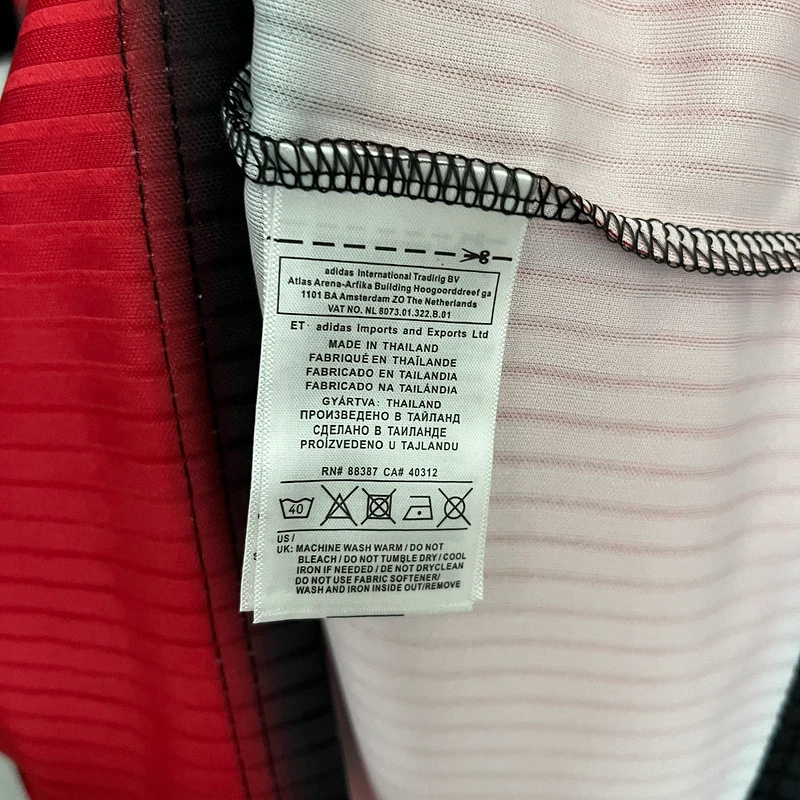 adidas International Tradirig BV
Atlas Arena-Arfika Building Hoogoorddreef ga
1101 BA Amsterdam ZO The Netherlands
VAT NO. NL 8073.01.322.B.01
ET· adidas Imports and Exports Ltd
MADE IN THAILAND
FABRIQUÉ EN THAÏLANDE
FABRICADO EN TAILANDIA
FABRICADO NA TAILÁNDIA
GYÁRTVA: THAILAND
ПРОИЗВЕДЕНО В ТАЙЛАНД
СДЕЛАНО В ТАИЛАНДЕ
PROÍZVEDENO U TAJLANDU
RN# 88387 CA# 40312
40
US /
UK: MACHINE WASH WARM / DO NOT
BLEACH / DO NOT TUMBLE DRY / COOL
IRON IF NEEDED / DE NOT DRYCLEAN
DO NOT USE FABRIC SOFTENER/
WASH AND IRON INSIDE OUT/REMOVE